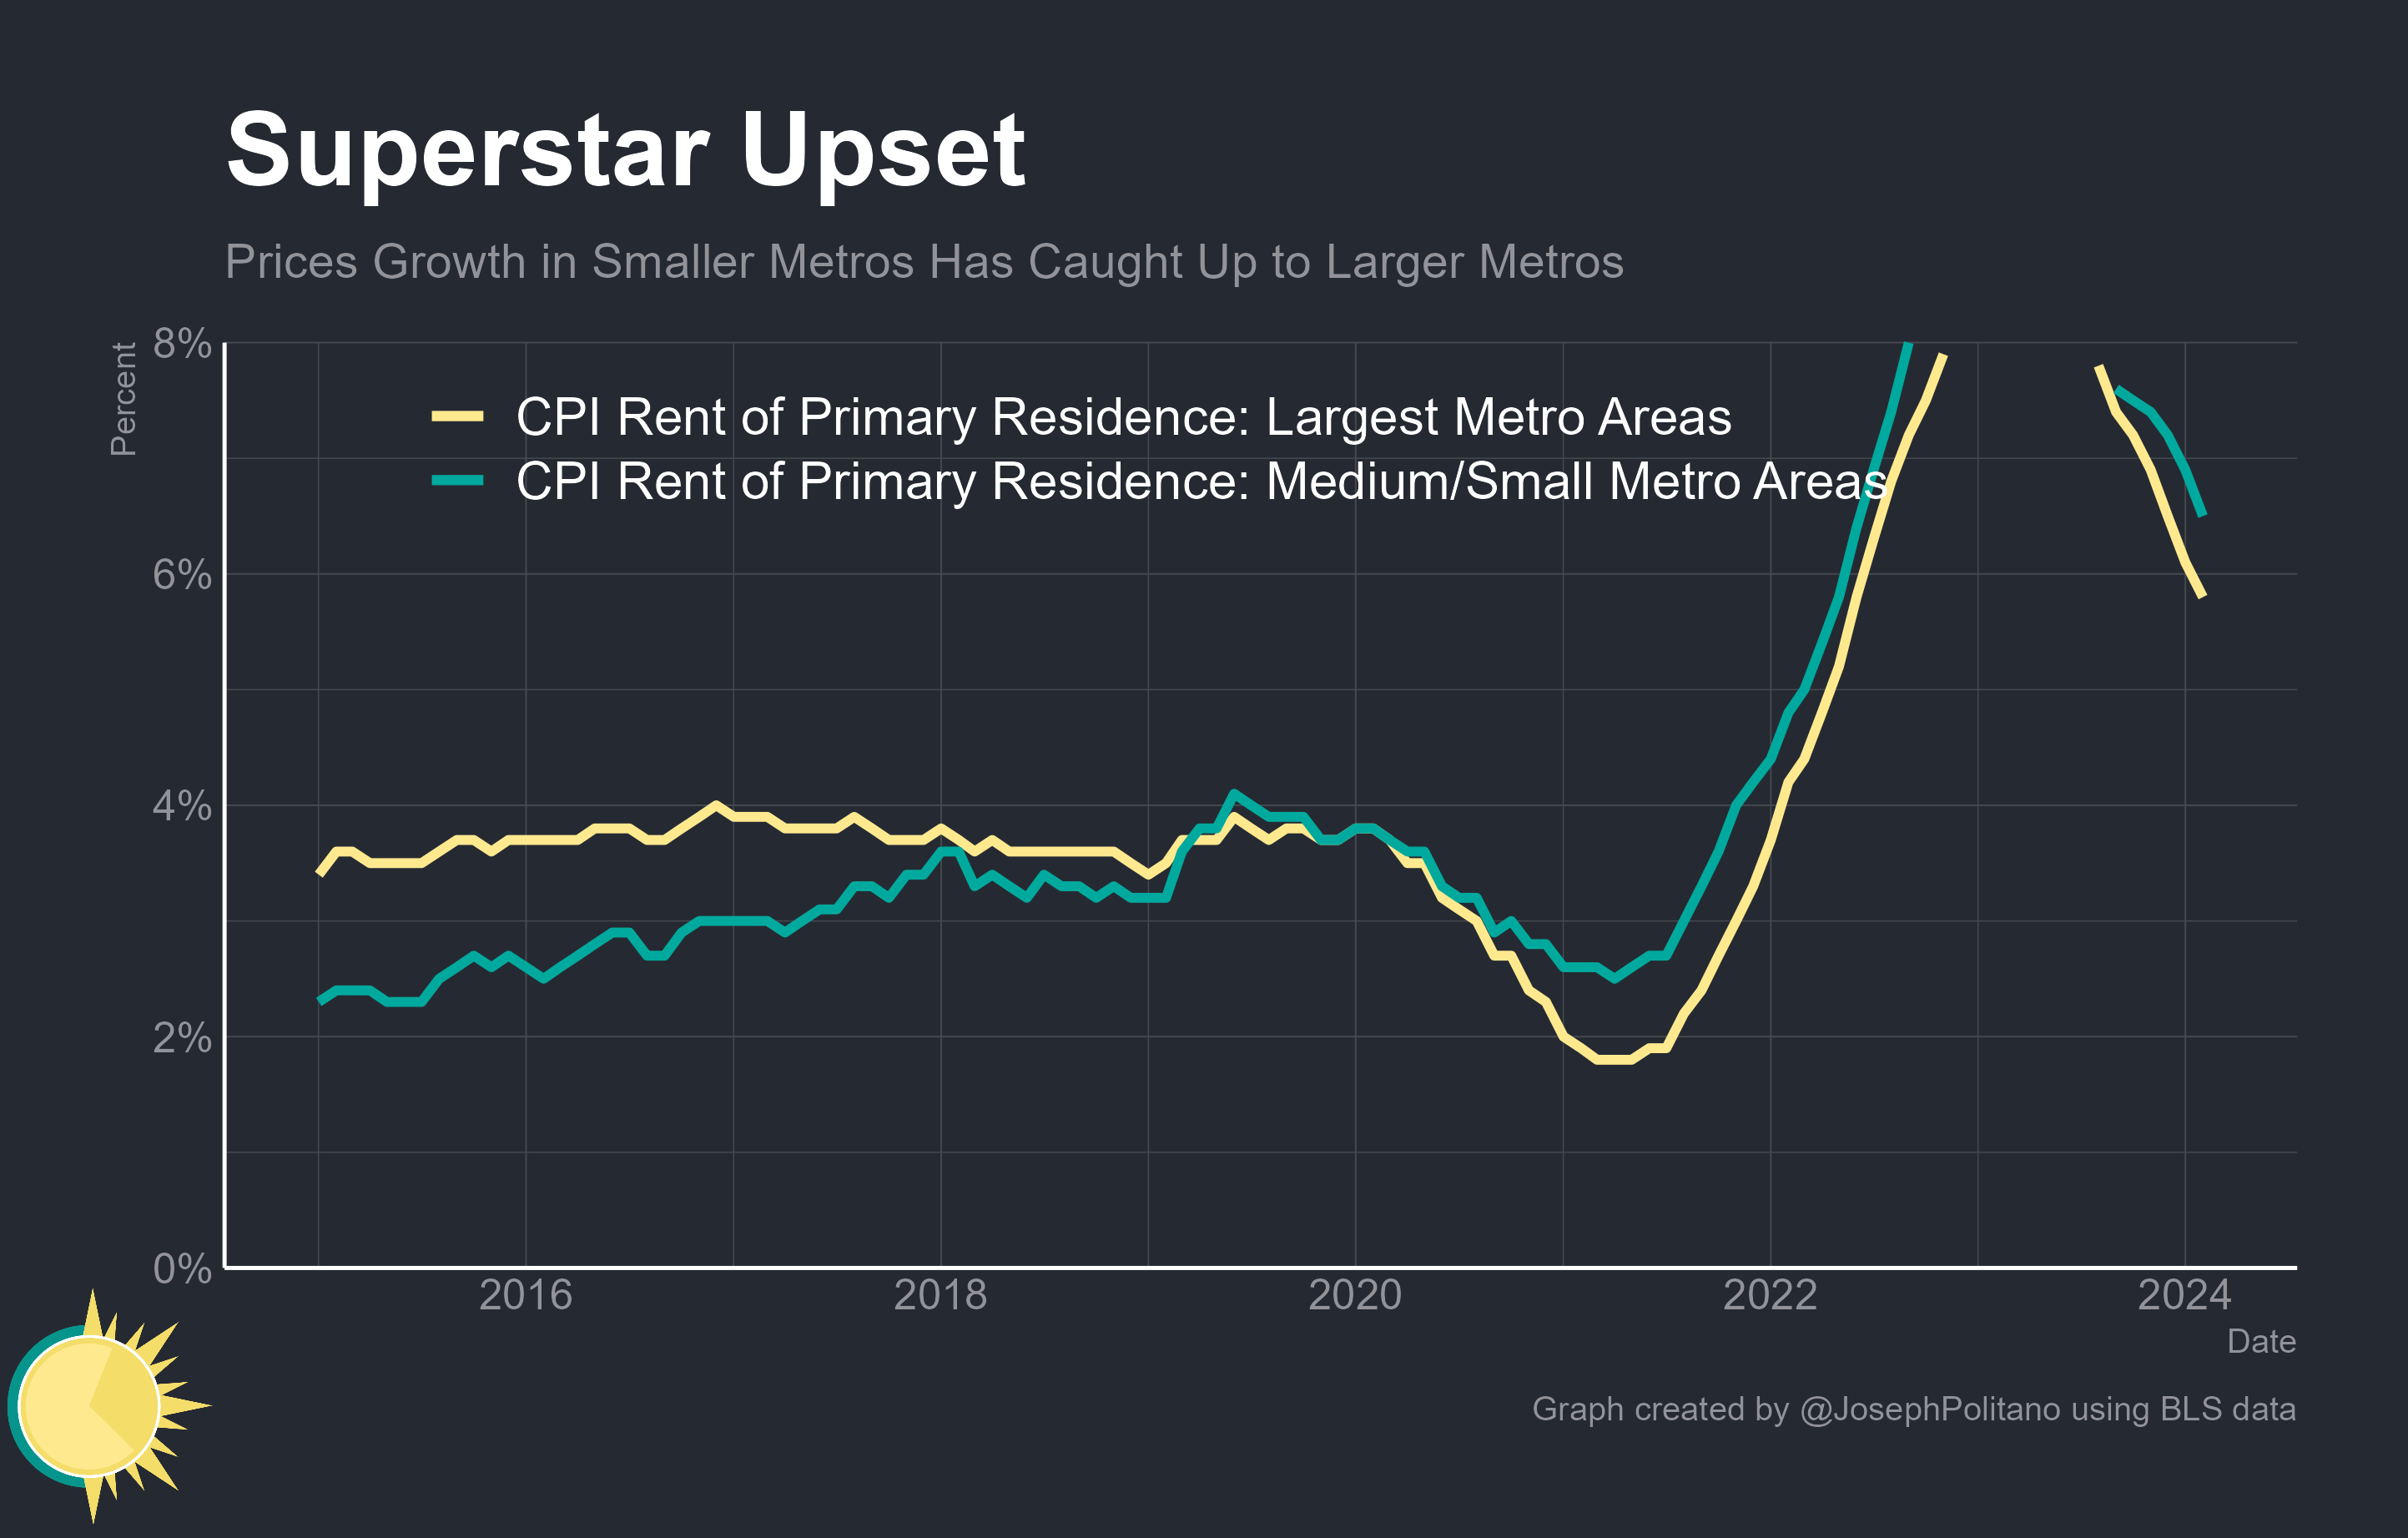 Superstar Upset
Prices Growth in Smaller Metros Has Caught Up to Larger Metros
Percent
8%
6%
4%
2%
0%
CPI Rent of Primary Residence: Largest Metro Areas
CPI Rent of Primary Residence: Medium/Small Metro Areas
2016
2018
2020
2022
2024
Date
Graph created by @JosephPolitano using BLS data